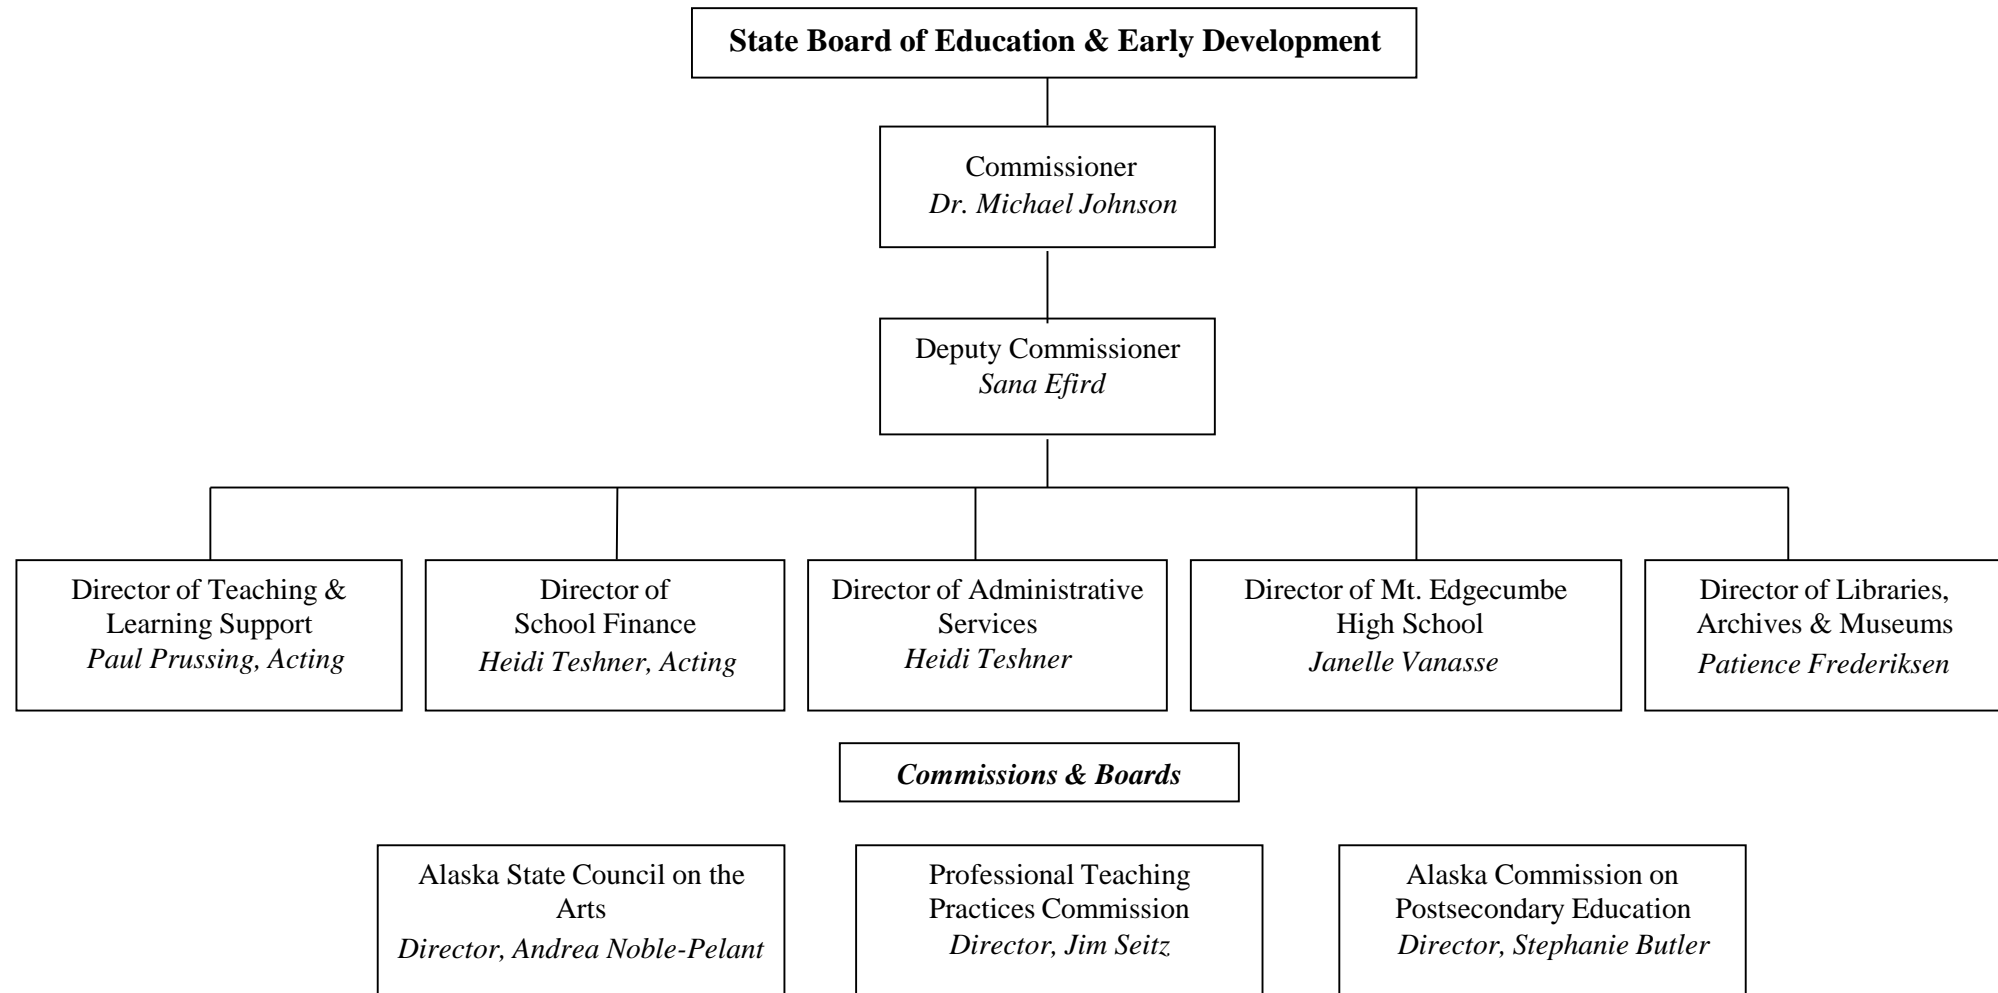 State Board of Education & Early Development
Commissioner
Dr. Michael Johnson
Deputy Commissioner
Sana Efird
Director of Teaching &
Learning Support
Paul Prussing, Acting
Director of
School Finance
Heidi Teshner, Acting
Director of Administrative
Services
Heidi Teshner
Director of Mt. Edgecumbe
High School
Janelle Vanasse
Director of Libraries,
Archives & Museums
Patience Frederiksen
Commissions & Boards
Alaska State Council on the
Arts
Director, Andrea Noble-Pelant
Professional Teaching
Practices Commission
Director, Jim Seitz
Alaska Commission on
Postsecondary Education
Director, Stephanie Butler